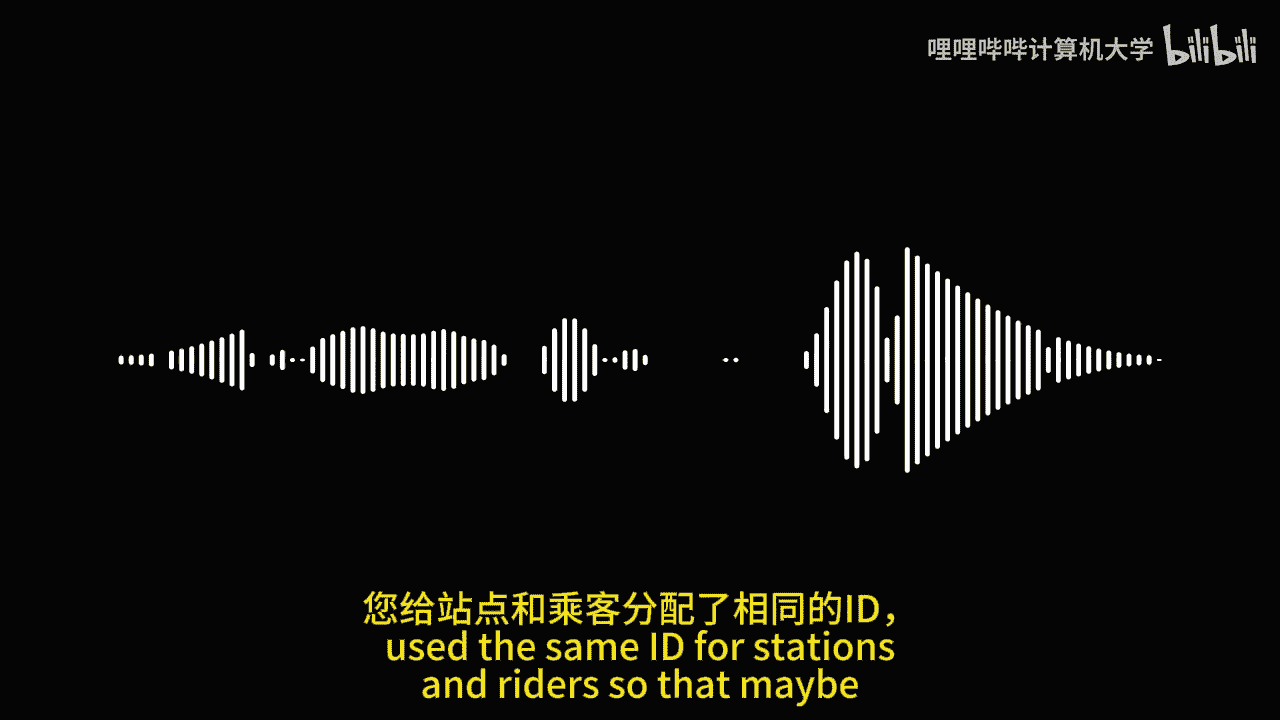 哩哩哔哔计算机大学 bilibili
您给站点和乘客分配了相同的ID，
used the same ID for stations
and riders so that maybe